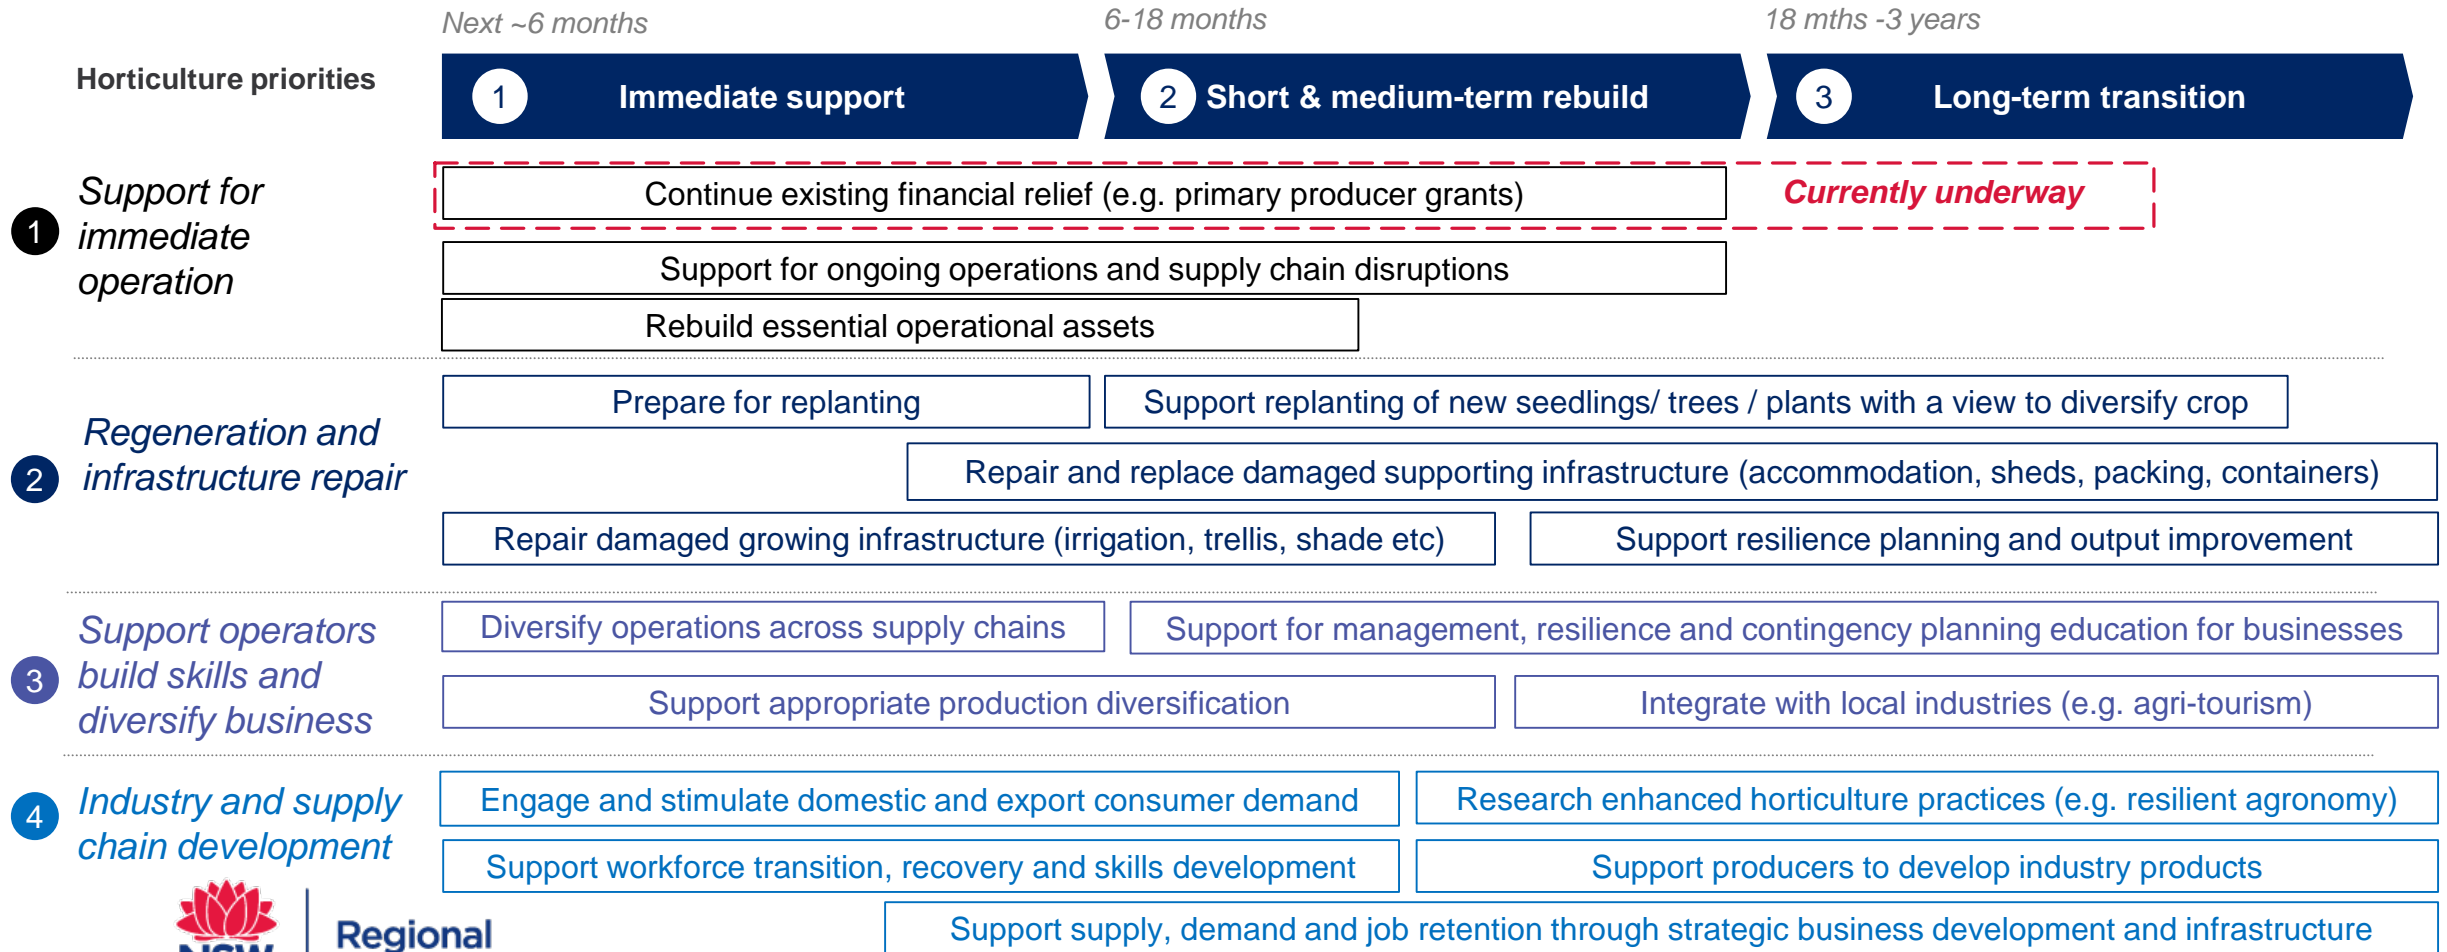 Next ~6 months
6-18 months
18 mths -3 years
Horticulture priorities
1
Immediate support
2
Short & medium-term rebuild
3
Long-term transition
1
Support for
immediate
operation
Continue existing financial relief (e.g. primary producer grants)
Currently underway
Support for ongoing operations and supply chain disruptions
Rebuild essential operational assets
2
Regeneration and
infrastructure repair
Prepare for replanting
Support replanting of new seedlings/ trees / plants with a view to diversify crop
Repair and replace damaged supporting infrastructure (accommodation, sheds, packing, containers)
Repair damaged growing infrastructure (irrigation, trellis, shade etc)
Support resilience planning and output improvement
3
Support operators
build skills and
diversify business
Diversify operations across supply chains
Support for management, resilience and contingency planning education for businesses
Support appropriate production diversification
Integrate with local industries (e.g. agri-tourism)
4
Industry and supply
chain development
Engage and stimulate domestic and export consumer demand
Research enhanced horticulture practices (e.g. resilient agronomy)
Support workforce transition, recovery and skills development
Support producers to develop industry products
Support supply, demand and job retention through strategic business development and infrastructure
NSW
Regional